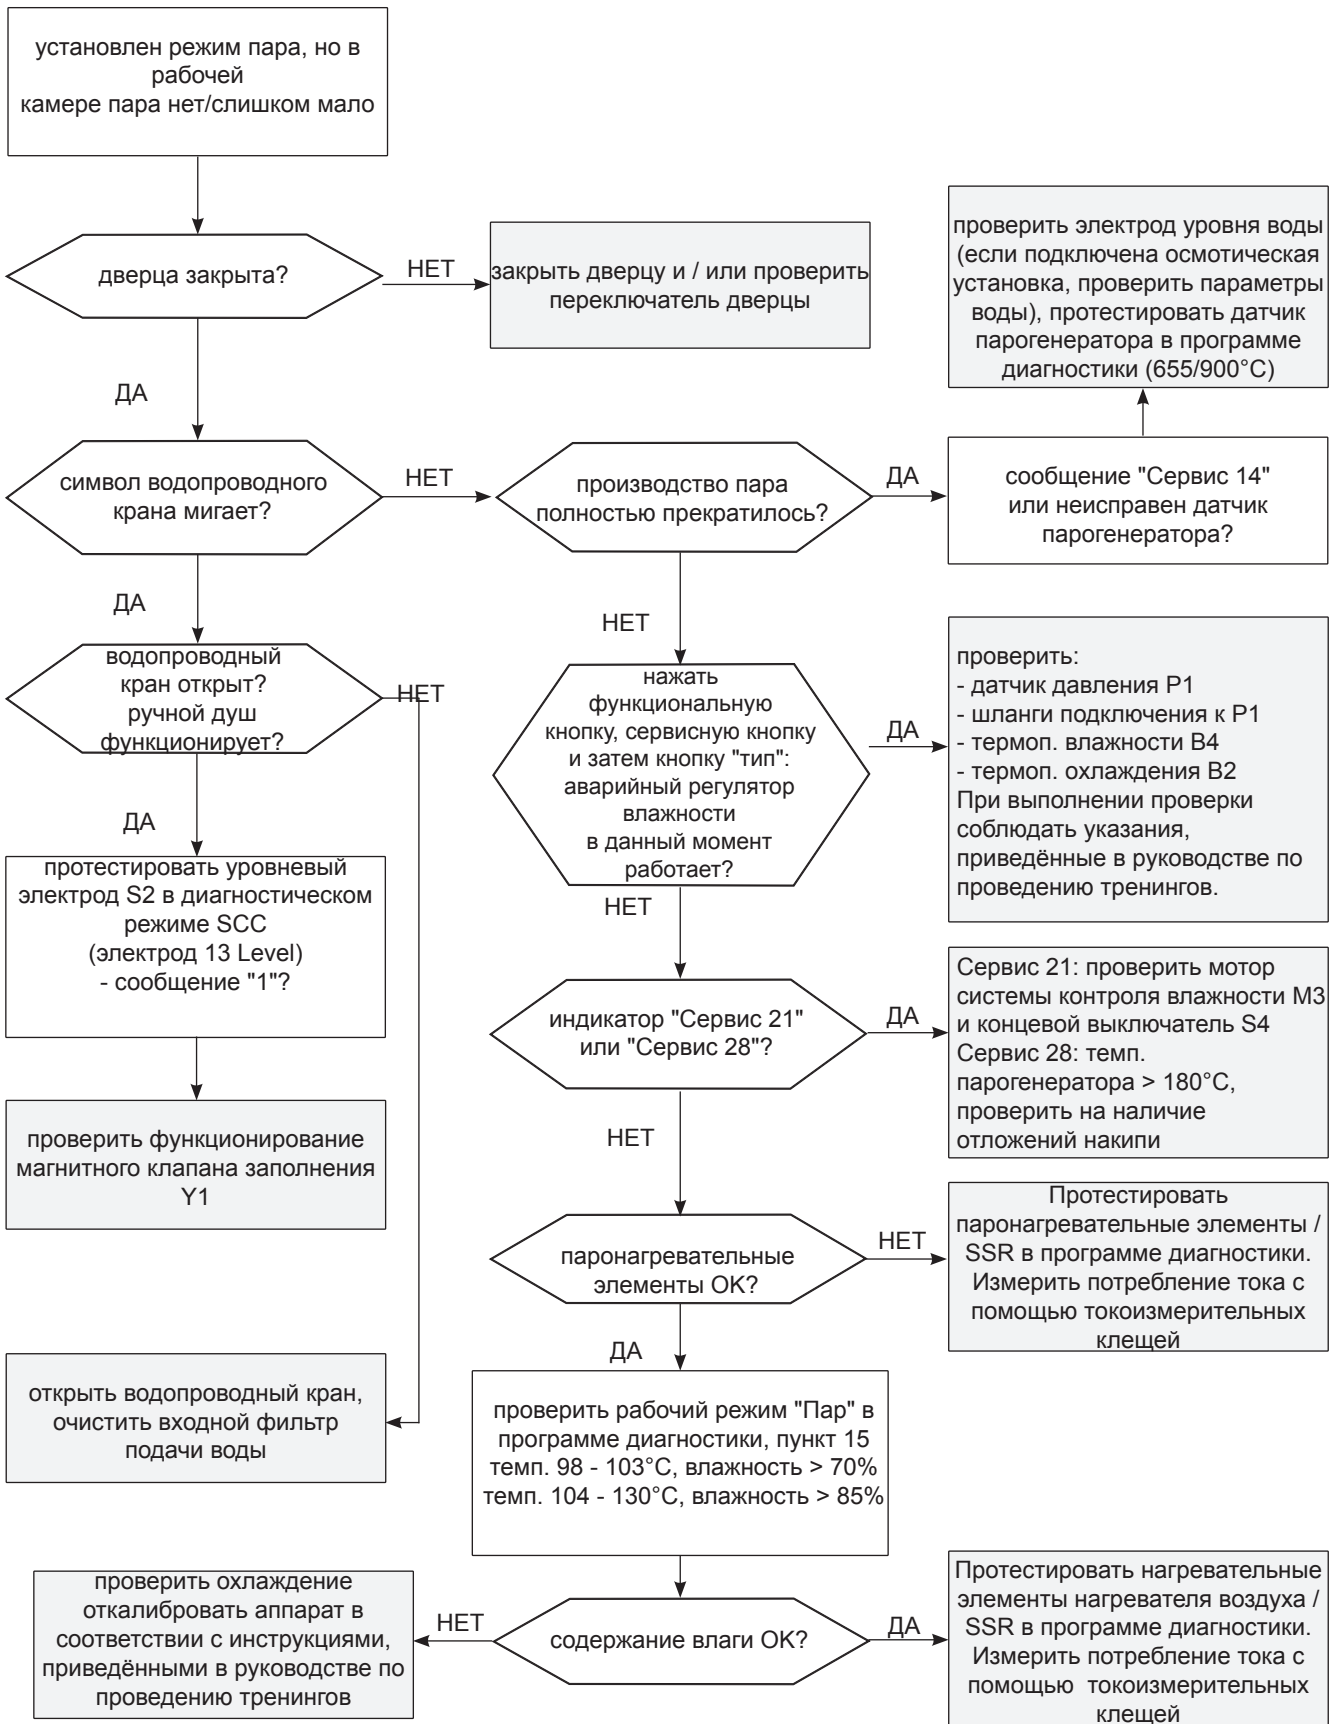 установлен режим пара, но в
рабочей
камере пара нет/слишком мало
дверца закрыта?
НЕТ
закрыть дверцу и / или проверить
переключатель дверцы
проверить электрод уровня воды
(если подключена осмотическая
установка, проверить параметры
воды), протестировать датчик
парогенератора в программе
диагностики (655/900°C)
ДА
символ водопроводного
крана мигает?
НЕТ
производство пара
полностью прекратилось?
ДА
сообщение "Сервис 14"
или неисправен датчик
парогенератора?
ДА
НЕТ
водопроводный
кран открыт?
ручной душ
функционирует?
НЕТ
нажать
функциональную
кнопку, сервисную кнопку
и затем кнопку "тип":
аварийный регулятор
влажности
в данный момент
работает?
ДА
проверить:
- датчик давления P1
- шланги подключения к P1
- термоп. влажности B4
- термоп. охлаждения B2
При выполнении проверки
соблюдать указания,
приведённые в руководстве по
проведению тренингов.
ДА
протестировать уровневый
электрод S2 в диагностическом
режиме SCC
(электрод 13 Level)
- сообщение "1"?
НЕТ
индикатор "Сервис 21"
или "Сервис 28"?
ДА
Сервис 21: проверить мотор
системы контроля влажности M3
и концевой выключатель S4
Сервис 28: темп.
парогенератора > 180°C,
проверить на наличие
отложений накипи
проверить функционирование
магнитного клапана заполнения
Y1
НЕТ
паронагревательные
элементы OK?
НЕТ
Протестировать
паронагревательные элементы /
SSR в программе диагностики.
Измерить потребление тока с
помощью токоизмерительных
клещей
ДА
открыть водопроводный кран,
очистить входной фильтр
подачи воды
проверить рабочий режим "Пар" в
программе диагностики, пункт 15
темп. 98 - 103°C, влажность > 70%
темп. 104 - 130°C, влажность > 85%
проверить охлаждение
откалибровать аппарат в
соответствии с инструкциями,
приведёнными в руководстве по
проведению тренингов
НЕТ
содержание влаги OK?
ДА
Протестировать нагревательные
элементы нагревателя воздуха /
SSR в программе диагностики.
Измерить потребление тока с
помощью токоизмерительных
клещей